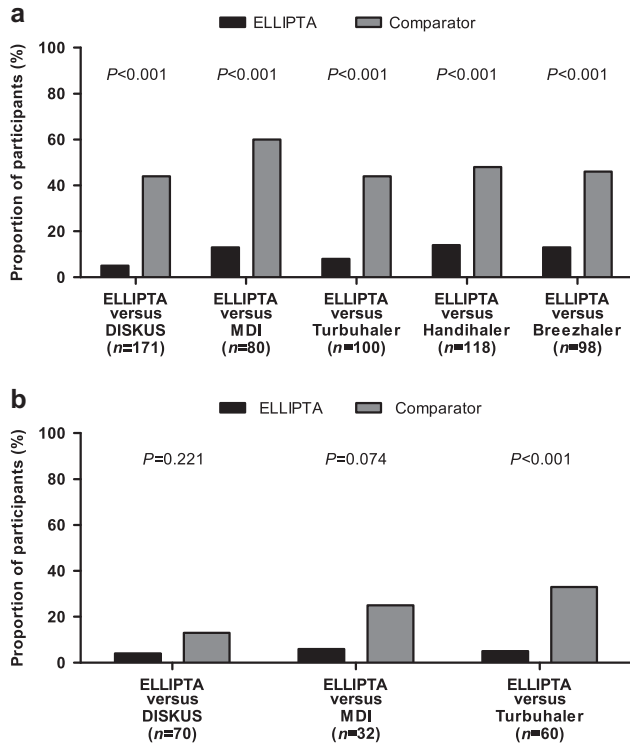 a
ELLIPTA Comparator
Proportion of participants (%)
100
80
60
40
20
0
P<0.001 P<0.001 P<0.001 P<0.001 P<0.001
ELLIPTA ELLIPTA ELLIPTA ELLIPTA ELLIPTA
versus versus versus versus versus
DISKUS MDI Turbuhaler Handihaler Breezhaler
(n=171) (n=80) (n=100) (n=118) (n=98)
b
ELLIPTA Comparator
Proportion of participants (%)
100
80
60
40
20
0
P=0.221 P=0.074 P<0.001
ELLIPTA ELLIPTA ELLIPTA
versus versus versus
DISKUS MDI Turbuhaler
(n=70) (n=32) (n=60)